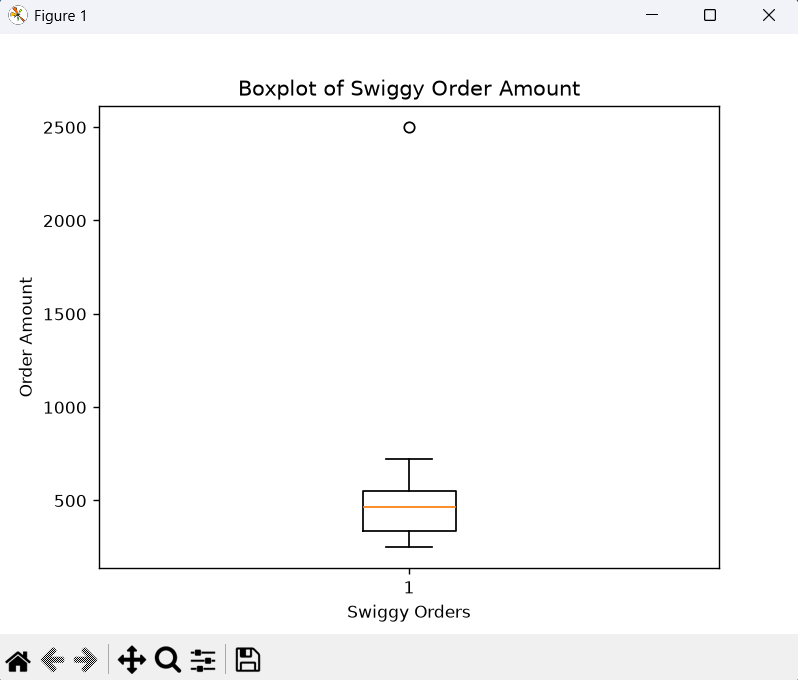 Figure 1
Boxplot of Swiggy Order Amount
2500
2000
1500
1000
500
Order Amount
1
Swiggy Orders